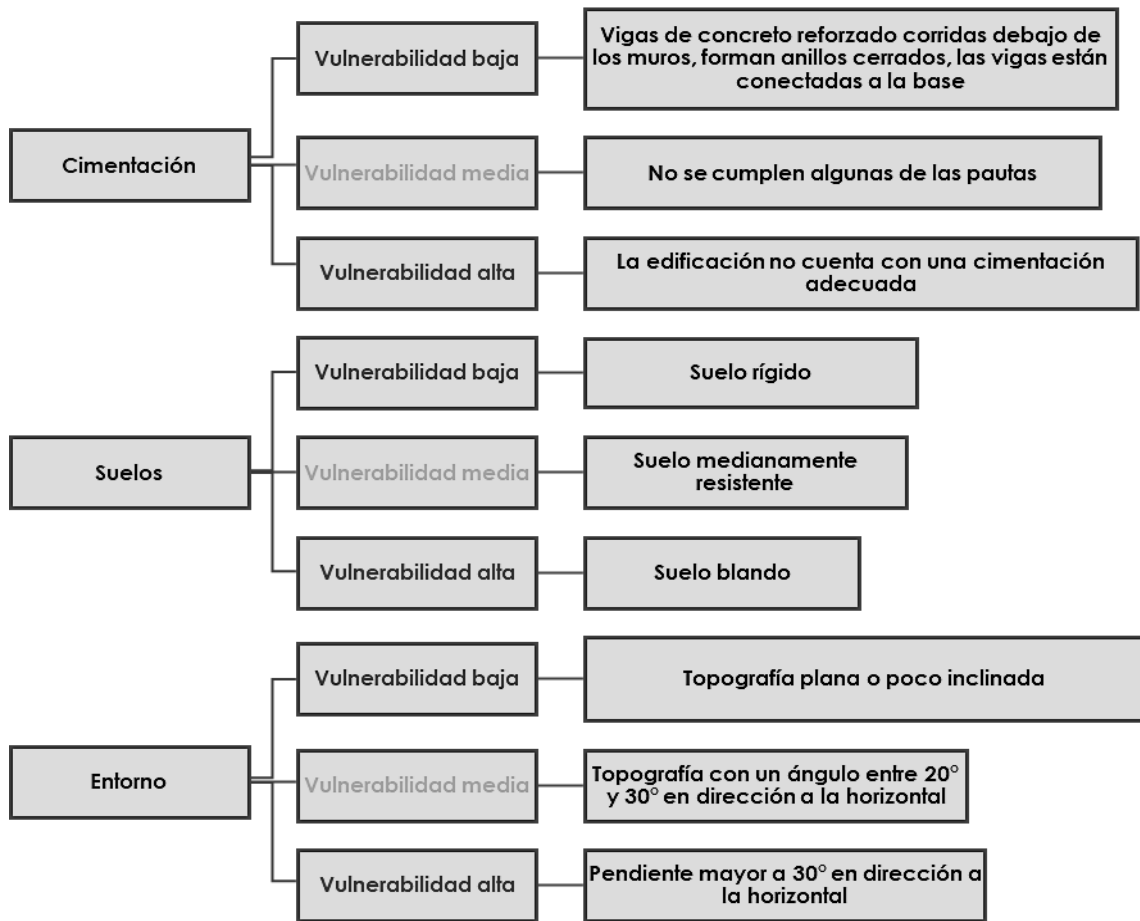 Cimentación
Vulnerabilidad baja
Vigas de concreto reforzado corridas debajo de
los muros, forman anillos cerrados, las vigas están
conectadas a la base
Vulnerabilidad media
No se cumplen algunas de las pautas
Vulnerabilidad alta
La edificación no cuenta con una cimentación
adecuada
Suelos
Vulnerabilidad baja
Suelo rígido
Vulnerabilidad media
Suelo medianamente
resistente
Vulnerabilidad alta
Suelo blando
Entorno
Vulnerabilidad baja
Topografía plana o poco inclinada
Vulnerabilidad media
Topografía con un ángulo entre 20°
y 30° en dirección a la horizontal
Vulnerabilidad alta
Pendiente mayor a 30° en dirección a
la horizontal